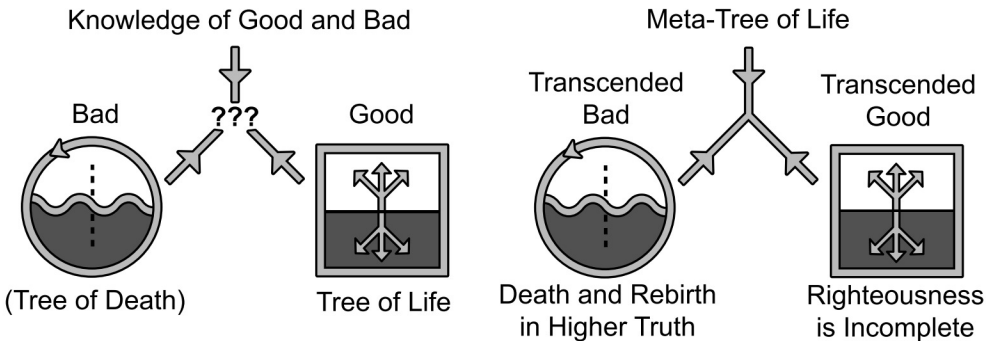 Knowledge of Good and Bad
???
Bad
Good
(Tree of Death)
Tree of Life
Meta-Tree of Life
Transcended
Bad
Transcended
Good
Death and Rebirth
in Higher Truth
Righteousness
is Incomplete